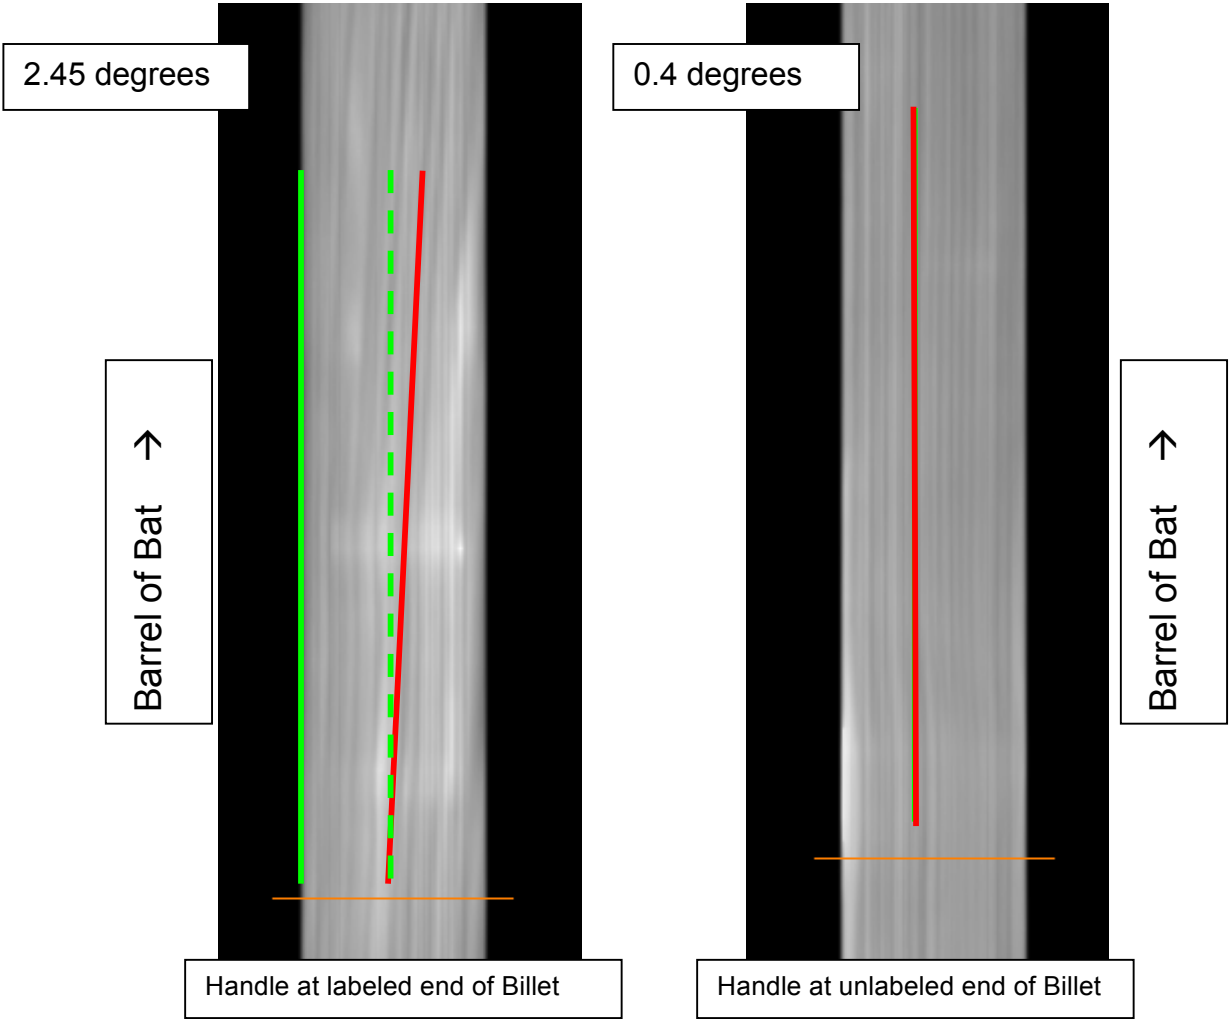 2.45 degrees
0.4 degrees
Barrel of Bat →
Barrel of Bat →
Handle at labeled end of Billet
Handle at unlabeled end of Billet